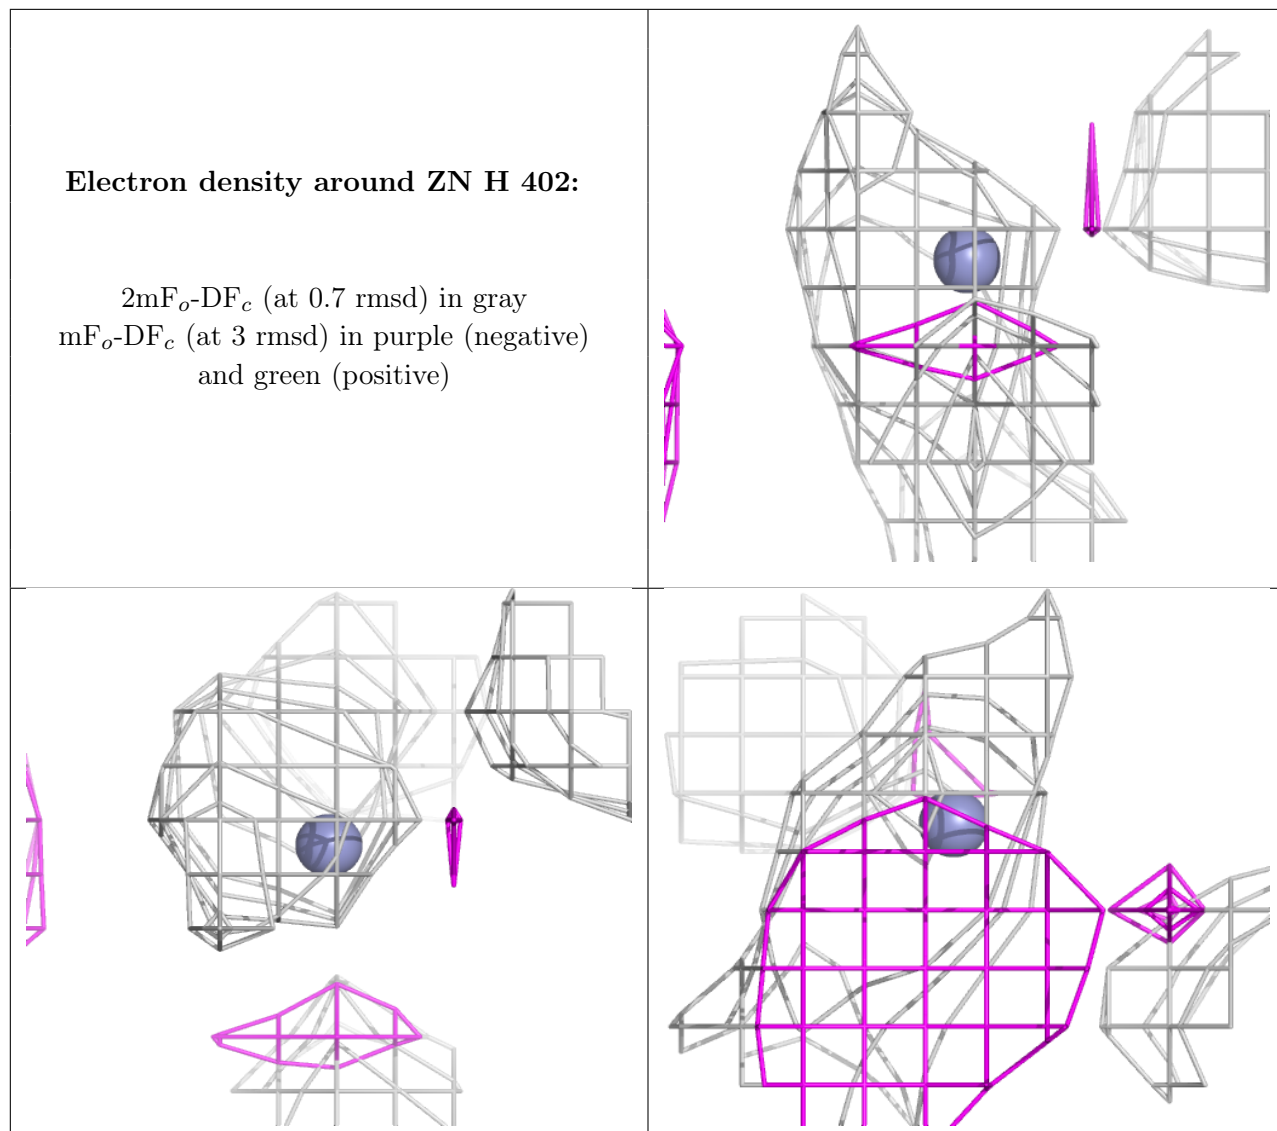 Electron density around ZN H 402:
2mFo-DFc (at 0.7 rmsd) in gray
mFo-DFc (at 3 rmsd) in purple (negative)
and green (positive)